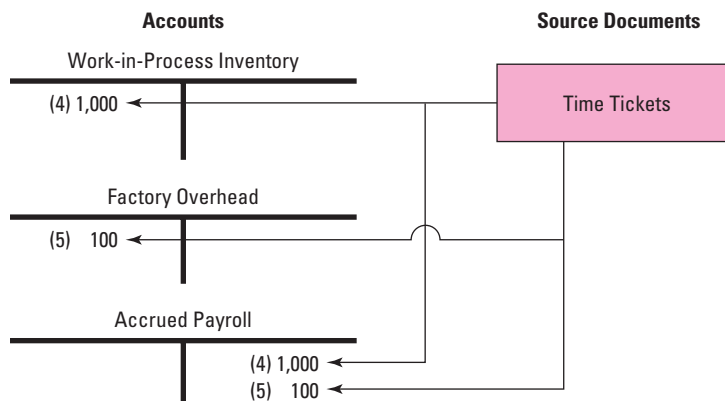 Accounts
Source Documents
Work-in-Process Inventory
(4) 1,000
Time Tickets
Factory Overhead
(5) 100
Accrued Payroll
(4) 1,000
(5) 100